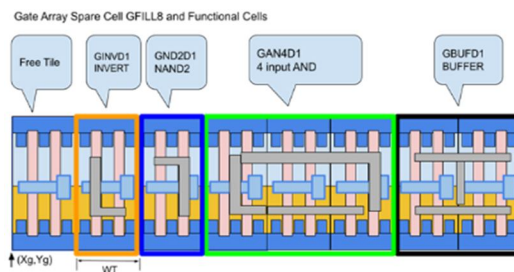 Gate Array Spare Cell GFILL8 and Functional Cells
Free Tile
GINVD1
INVERT
GND2D1
NAND2
GAN4D1
4 input AND
GBUFD1
BUFFER
(Xg,Yg)
WT